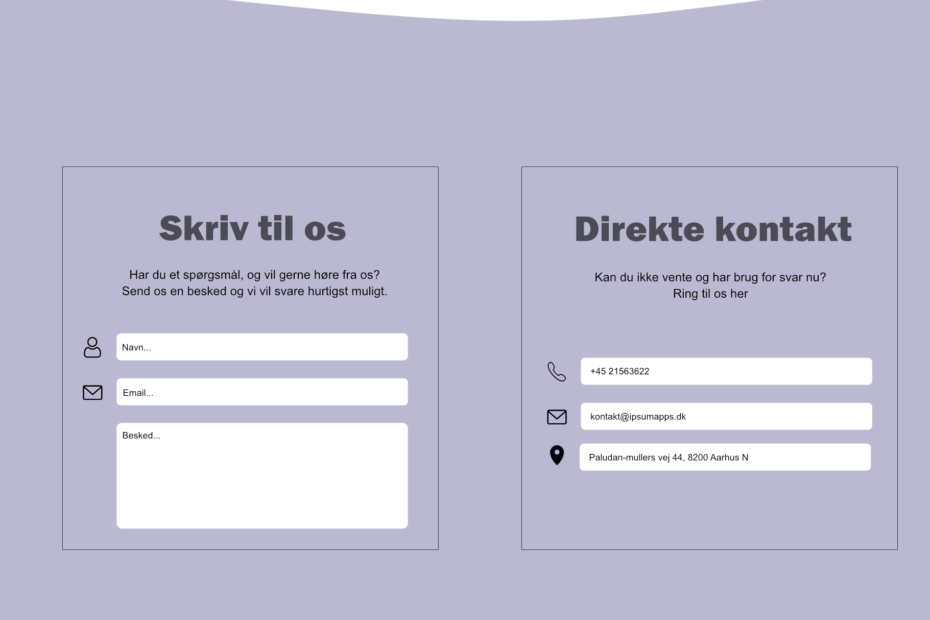 Skriv til os
Har du et spørgsmål, og vil gerne høre fra os?
Send os en besked og vi vil svare hurtigst muligt.
Navn...
Email...
Besked...
Direkte kontakt
Kan du ikke vente og har brug for svar nu?
Ring til os her
+45 21563622
kontakt@ipsumapps.dk
Paludan-mullers vej 44, 8200 Aarhus N